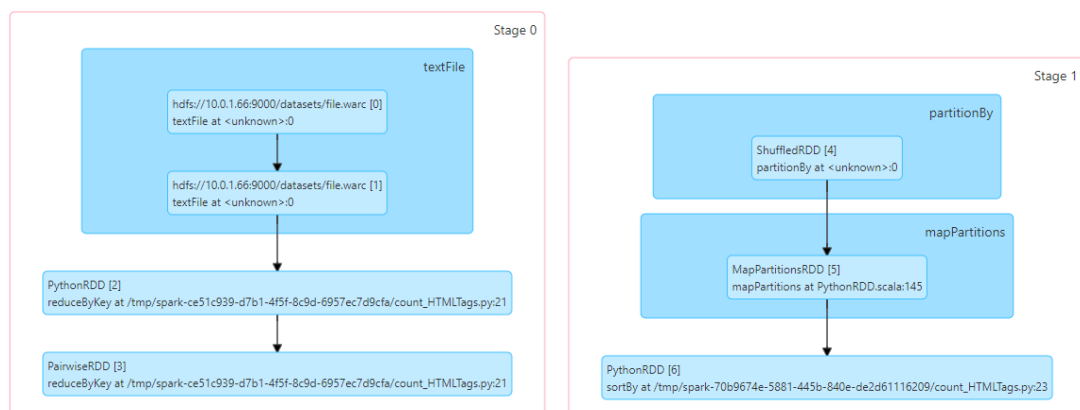 Stage 0
textFile
hdfs://10.0.1.66:9000/datasets/file.warc [0]
textFile at <unknown>:0
hdfs://10.0.1.66:9000/datasets/file.warc [1]
textFile at <unknown>:0
PythonRDD [2]
reduceByKey at /tmp/spark-ce51c939-d7b1-4f5f-8c9d-6957ec7d9cfa/count_HTMLTags.py:21
PairwiseRDD [3]
reduceByKey at /tmp/spark-ce51c939-d7b1-4f5f-8c9d-6957ec7d9cfa/count_HTMLTags.py:21
Stage 1
partitionBy
ShuffledRDD [4]
partitionBy at <unknown>:0
mapPartitions
MapPartitionsRDD [5]
mapPartitions at PythonRDD.scala:145
PythonRDD [6]
sortBy at /tmp/spark-70b9674e-5881-445b-840e-de2d61116209/count_HTMLTags.py:23